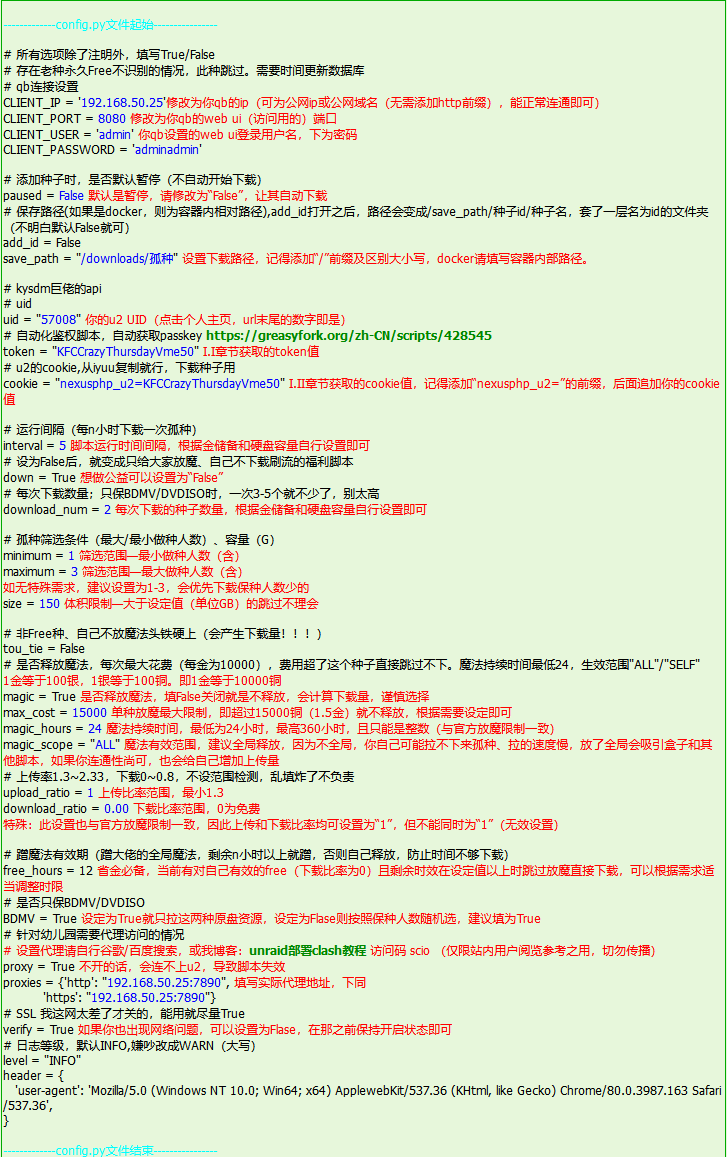 -------------config.py文件起始----------------
# 所有选项除了注明外，填写True/False
# 存在老种永久Free不识别的情况，此种跳过。需要时间更新数据库
# qb连接设置
CLIENT_IP = '192.168.50.25'修改为你qb的ip（可为公网ip或公网域名（无需添加http前缀），能正常连通即可）
CLIENT_PORT = 8080 修改为你qb的web ui（访问用的）端口
CLIENT_USER = 'admin' 你qb设置的web ui登录用户名，下为密码
CLIENT_PASSWORD = 'adminadmin'
# 添加种子时，是否默认暂停（不自动开始下载）
paused = False 默认是暂停，请修改为“False”，让其自动下载
# 保存路径(如果是docker，则为容器内相对路径),add_id打开之后，路径会变成/save_path/种子id/种子名，套了一层名为id的文件夹
（不明白默认False就可）
add_id = False
save_path = "/downloads/孤种" 设置下载路径，记得添加“/”前缀及区别大小写，docker请填写容器内部路径。
# kysdm巨佬的api
# uid
uid = "57008" 你的u2 UID（点击个人主页，url末尾的数字即是）
# 自动化鉴权脚本，自动获取passkey https://greasyfork.org/zh-CN/scripts/428545
token = "KFCCrazyThursdayVme50" I.I章节获取的token值
# u2的cookie,从iyuu复制就行，下载种子用
cookie = "nexusphp_u2=KFCCrazyThursdayVme50" I.II章节获取的cookie值，记得添加“nexusphp_u2=”的前缀，后面追加你的cookie
值
# 运行间隔（每n小时下载一次孤种）
interval = 5 脚本运行时间间隔，根据金储备和硬盘容量自行设置即可
# 设为False后，就变成只给大家放魔、自己不下载刷流的福利脚本
down = True 想做公益可以设置为“False”
# 每次下载数量；只保BDMV/DVDISO时，一次3-5个就不少了，别太高
download_num = 2 每次下载的种子数量，根据金储备和硬盘容量自行设置即可
# 孤种筛选条件（最大/最小做种人数）、容量（G）
minimum = 1 筛选范围—最小做种人数（含）
maximum = 3 筛选范围—最大做种人数（含）
如无特殊需求，建议设置为1-3，会优先下载保种人数少的
size = 150 体积限制—大于设定值（单位GB）的跳过不理会
# 非Free种、自己不放魔法头铁硬上（会产生下载量！！！）
tou_tie = False
# 是否释放魔法，每次最大花费（每金为10000），费用超了这个种子直接跳过不下。魔法持续时间最低24，生效范围"ALL"/"SELF"
1金等于100银，1银等于100铜。即1金等于10000铜
magic = True 是否释放魔法，填False关闭就是不释放，会计算下载量，谨慎选择
max_cost = 15000 单种放魔最大限制，即超过15000铜（1.5金）就不释放，根据需要设定即可
magic_hours = 24 魔法持续时间，最低为24小时，最高360小时，且只能是整数（与官方放魔限制一致）
magic_scope = "ALL" 魔法有效范围，建议全局释放，因为不全局，你自己可能拉不下来孤种、拉的速度慢，放了全局会吸引盒子和其
他脚本，如果你连通性尚可，也会给自己增加上传量
# 上传率1.3~2.33，下载0~0.8，不设范围检测，乱填炸了不负责
upload_ratio = 1 上传比率范围，最小1.3
download_ratio = 0.00 下载比率范围，0为免费
特殊：此设置也与官方放魔限制一致，因此上传和下载比率均可设置为“1”，但不能同时为“1”（无效设置）
# 蹭魔法有效期（蹭大佬的全局魔法，剩余n小时以上就蹭，否则自己释放，防止时间不够下载）
free_hours = 12 省金必备，当前有对自己有效的free（下载比率为0）且剩余时效在设定值以上时跳过放魔直接下载，可以根据需求适
当调整时限
# 是否只保BDMV/DVDISO
BDMV = True 设定为True就只拉这两种原盘资源，设定为Flase则按照保种人数随机选，建议填为True
# 针对幼儿园需要代理访问的情况
# 设置代理请自行谷歌/百度搜索，或我博客：unraid部署clash教程 访问码 scio （仅限站内用户阅览参考之用，切勿传播）
proxy = True 不开的话，会连不上u2，导致脚本失效
proxies = {'http': "192.168.50.25:7890", 填写实际代理地址，下同
'https': "192.168.50.25:7890"}
# SSL 我这网太差了才关的，能用就尽量True
verify = True 如果你也出现网络问题，可以设置为Flase，在那之前保持开启状态即可
# 日志等级，默认INFO,嫌吵改成WARN（大写）
level = "INFO"
header = {
'user-agent': 'Mozilla/5.0 (Windows NT 10.0; Win64; x64) ApplewebKit/537.36 (KHtml, like Gecko) Chrome/80.0.3987.163 Safari
/537.36',
}
-------------config.py文件结束----------------